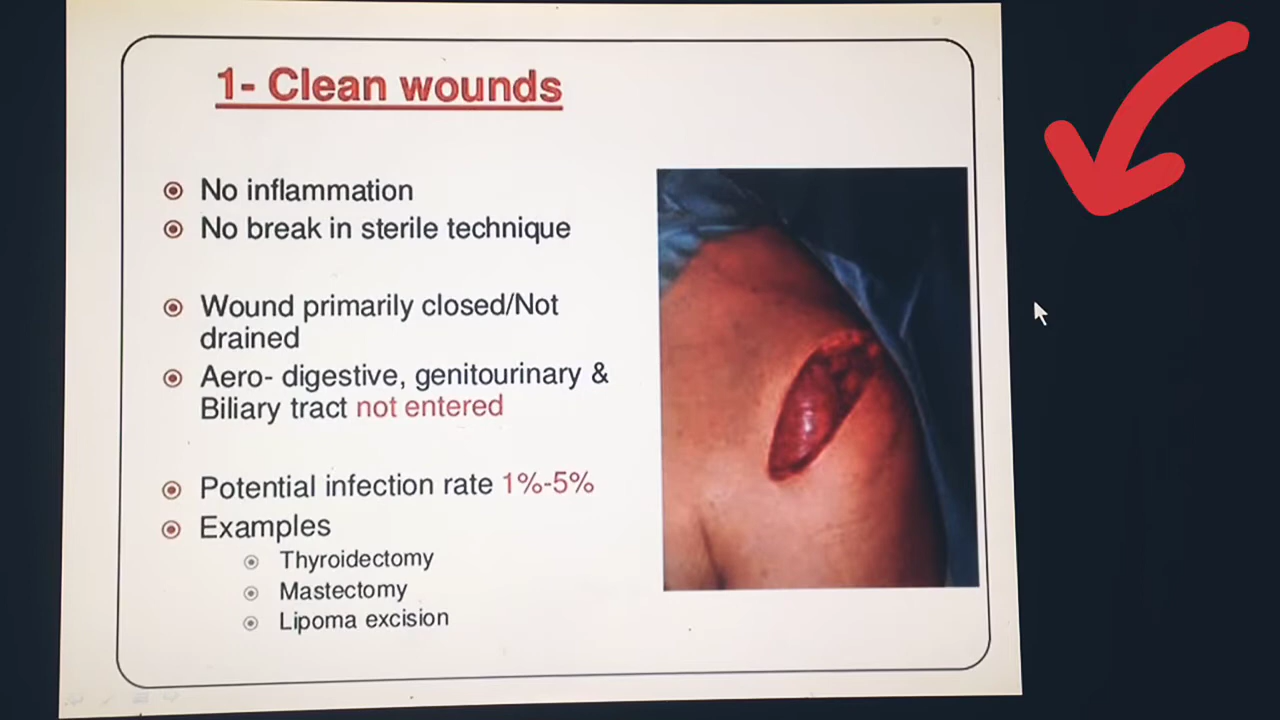 1- Clean wounds
No inflammation
No break in sterile technique
Wound primarily closed/Not
drained
Aero- digestive, genitourinary &
Biliary tract not entered
Potential infection rate 1%-5%
Examples
Thyroidectomy
Mastectomy
Lipoma excision